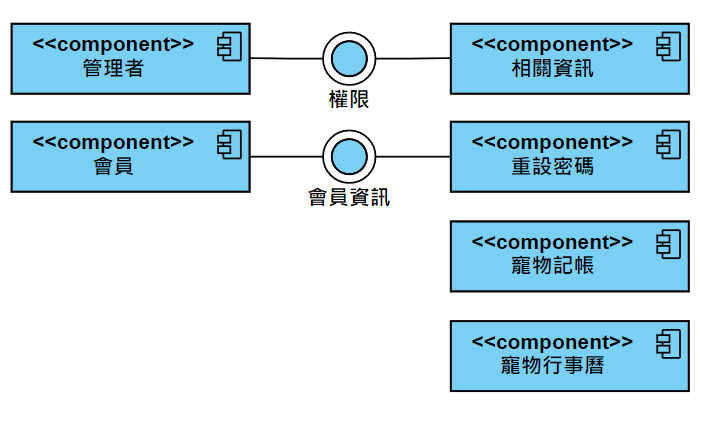 <<component>>
管理者
權限
<<component>>
相關資訊
<<component>>
會員
會員資訊
<<component>>
重設密碼
<<component>>
寵物記帳
<<component>>
寵物行事曆